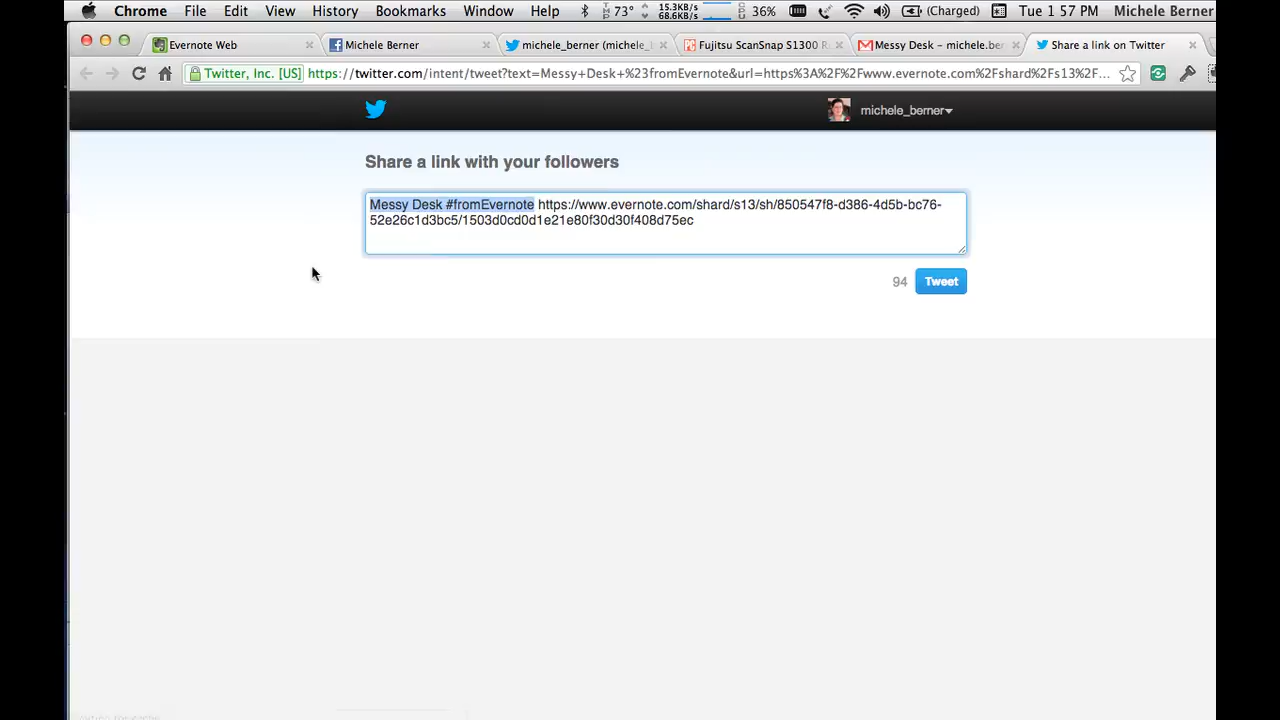 Chrome File Edit View History Bookmarks Window Help 73° 15.3KB/s 68.6KB/s 36% (Charged) Tue 1 57 PM Michele Berner
Evernote Web Michele Berner michele_berner (michele_ Fujitsu ScanSnap S1300 Messy Desk – michele.ber Share a link on Twitter
Twitter, Inc. [US] https://twitter.com/intent/tweet?text=Messy+Desk+%23fromEvernote&url=http%3A%2F%2Fwww.evernote.com%2Fshard%2Fs13%2F...
michele_berner
Share a link with your followers
Messy Desk #fromEvernote https://www.evernote.com/shard/s13/sh/850547f8-d386-4d5b-bc76-
52e26c1d3bc5/1503d0cd0d1e21e80f30d30f408d75ec
94 Tweet